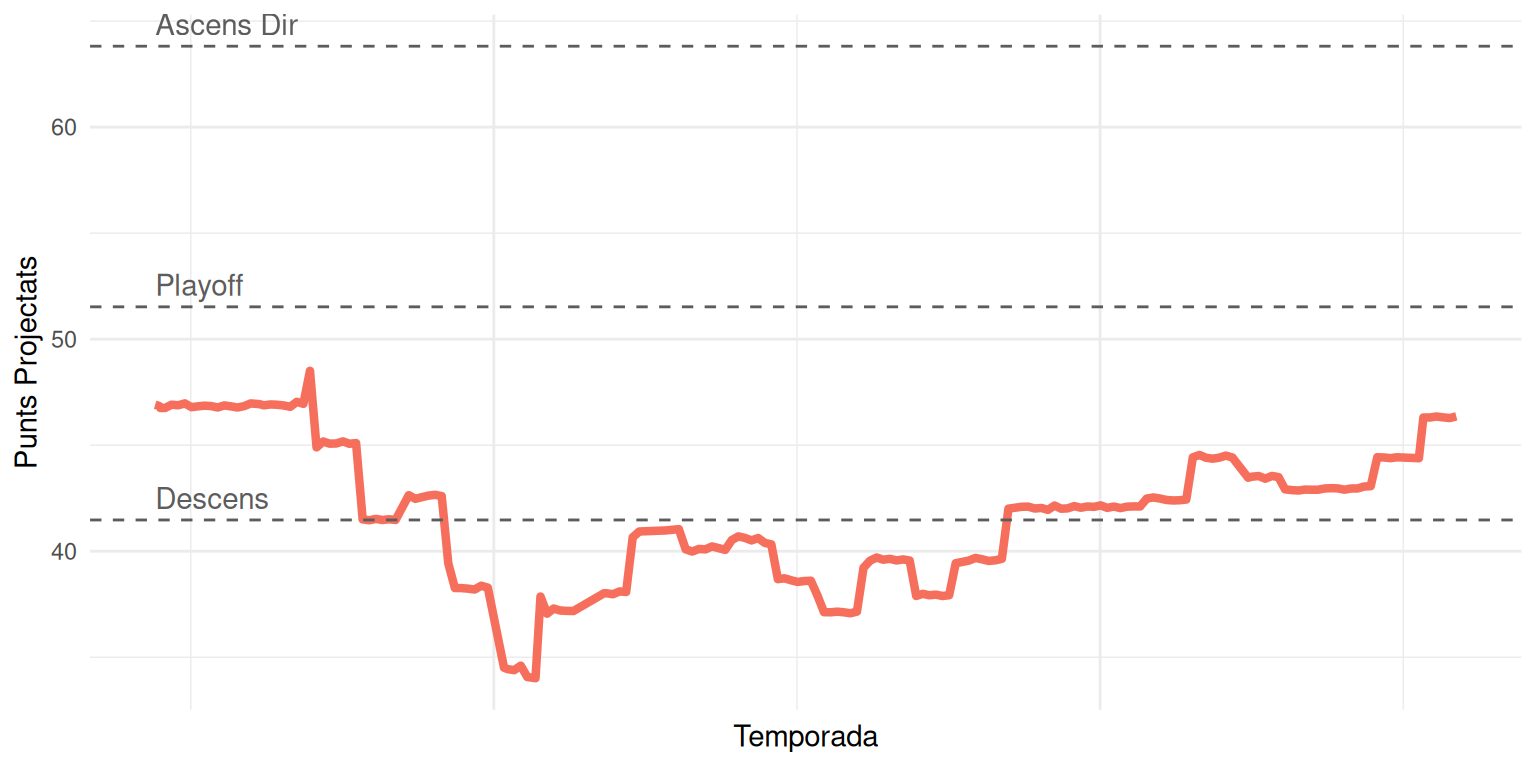 Ascens Dir
60
Playoff
50
Descens
40
Punts Projectats
Temporada